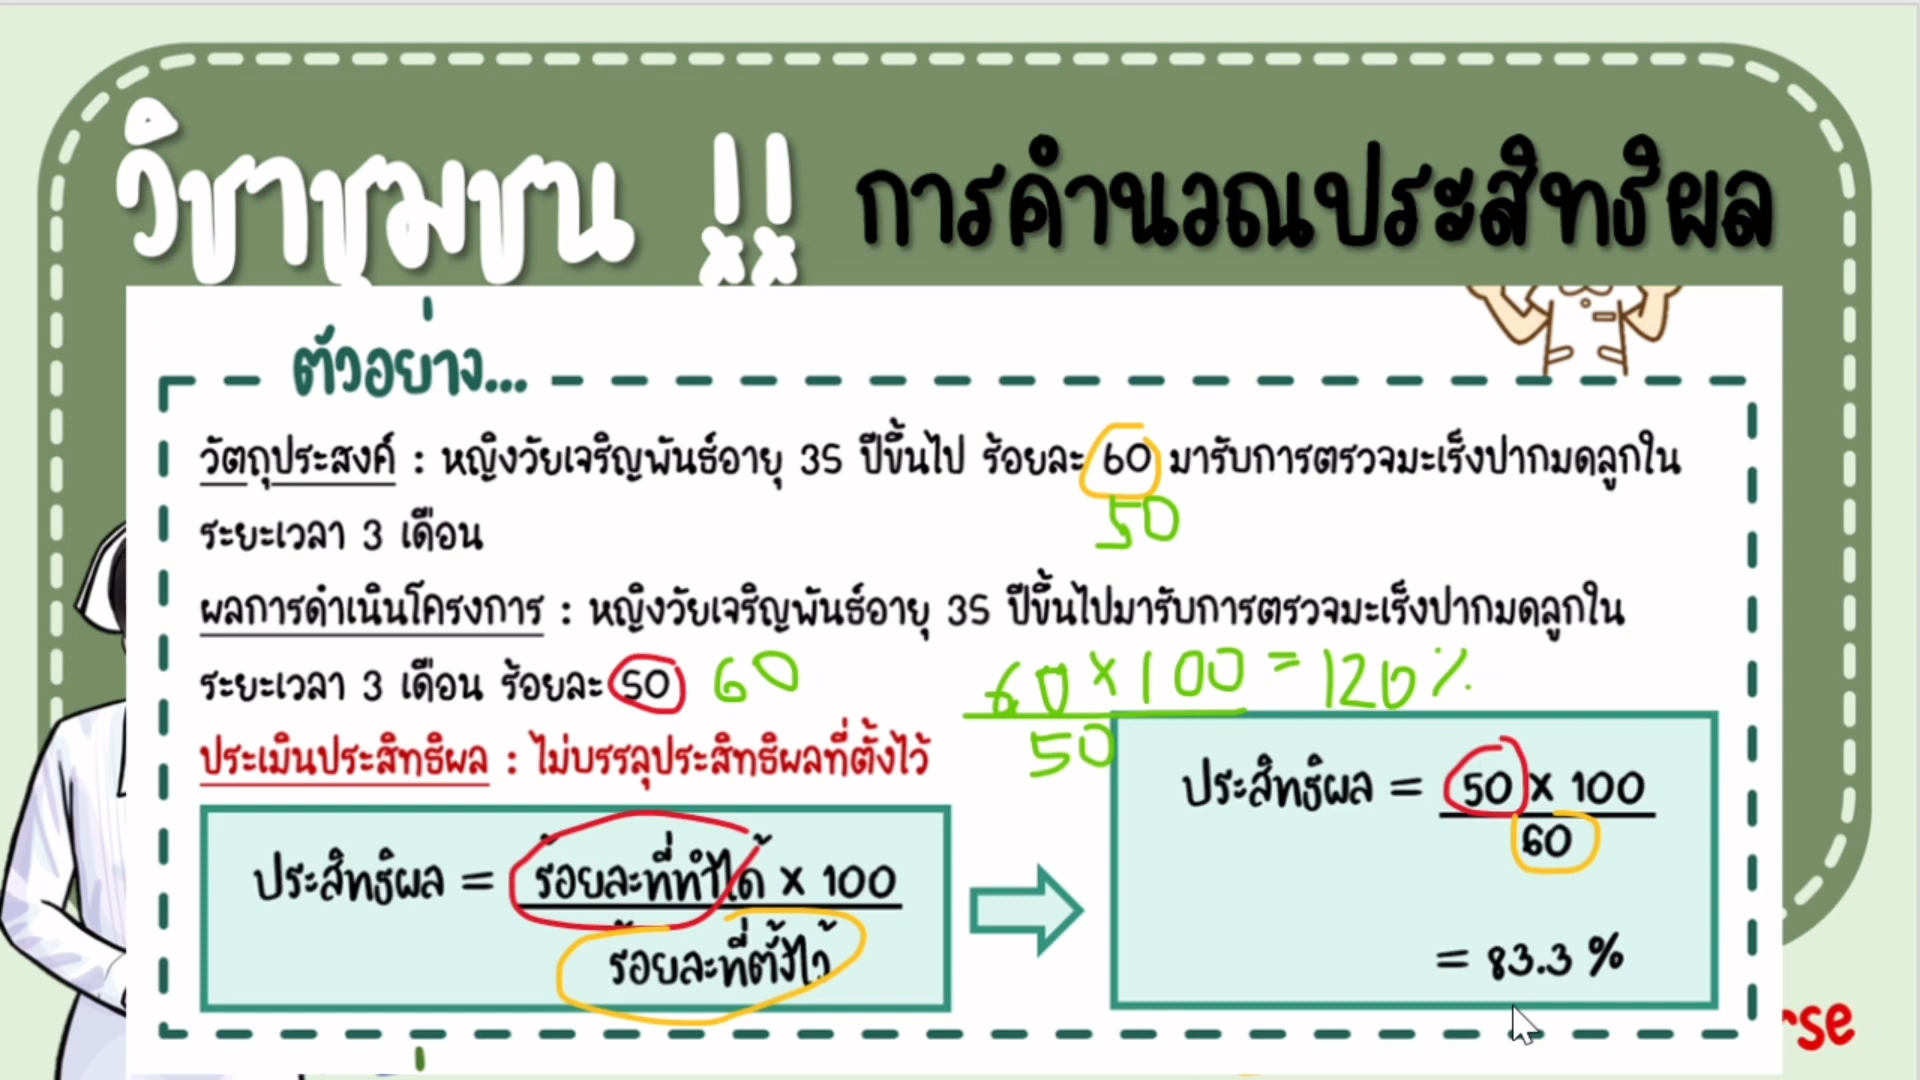 วิชาชุมชน !! การคำนวณประสิทธิผล
ตัวอย่าง...
วัตถุประสงค์ : หญิงวัยเจริญพันธ์อายุ 35 ปีขึ้นไป ร้อยละ 60 มารับการตรวจมะเร็งปากมดลูกใน
50
ระยะเวลา 3 เดือน
ผลการดำเนินโครงการ : หญิงวัยเจริญพันธ์อายุ 35 ปีขึ้นไปมารับการตรวจมะเร็งปากมดลูกใน
ระยะเวลา 3 เดือน ร้อยละ 50 60
60 x 100 = 120 %
50
ประเมินประสิทธิผล : ไม่บรรลุประสิทธิผลที่ตั้งไว้
ประสิทธิผล = ร้อยละที่ทำได้ x 100
ร้อยละที่ตั้งไว้
ประสิทธิผล = 50 x 100
60
= 83.3 %